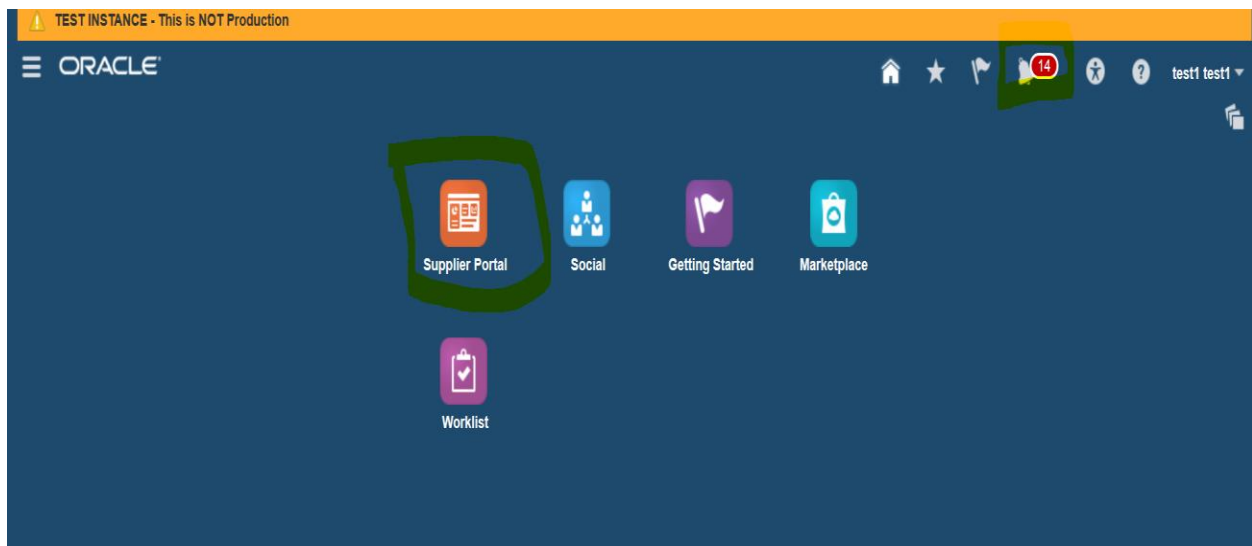 TEST INSTANCE - This is NOT Production
ORACLE
14
test1 test1
Supplier Portal
Social
Getting Started
Marketplace
Worklist